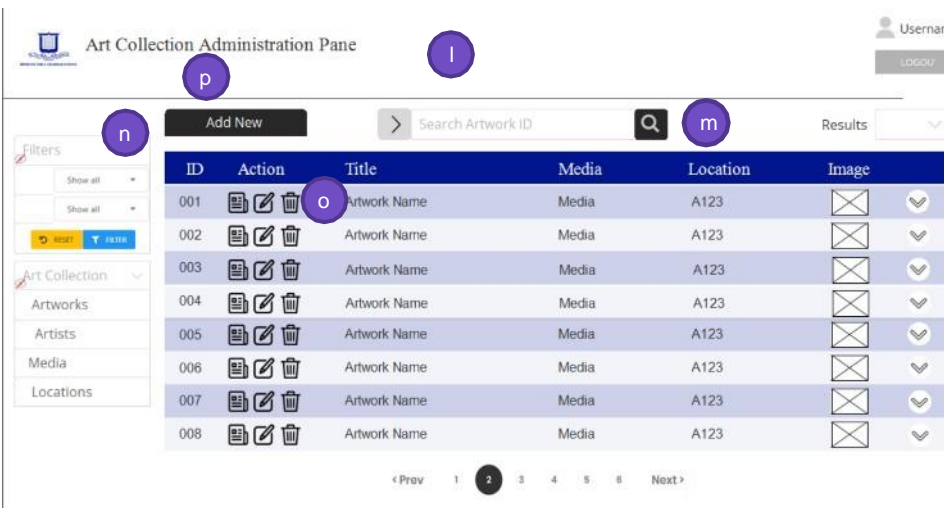 Art Collection Administration Pane
l
Usernar
LOGOU
p
n
Add New
Search Artwork ID
m
Results
Filters
Show all
Show all
RESET FILTER
Art Collection
Artworks
Artists
Media
Locations
ID Action Title Media Location Image
001 o Artwork Name Media A123
002 Artwork Name Media A123
003 Artwork Name Media A123
004 Artwork Name Media A123
005 Artwork Name Media A123
006 Artwork Name Media A123
007 Artwork Name Media A123
008 Artwork Name Media A123
<Prev 1 2 3 4 5 6 Next>